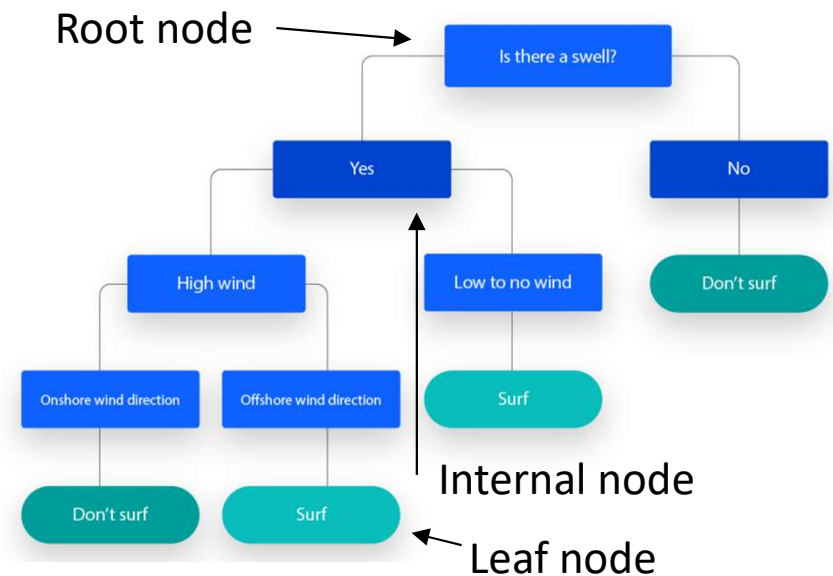 Root node
Is there a swell?
Yes
No
High wind
Low to no wind
Don't surf
Onshore wind direction
Offshore wind direction
Surf
Internal node
Don't surf
Surf
Leaf node